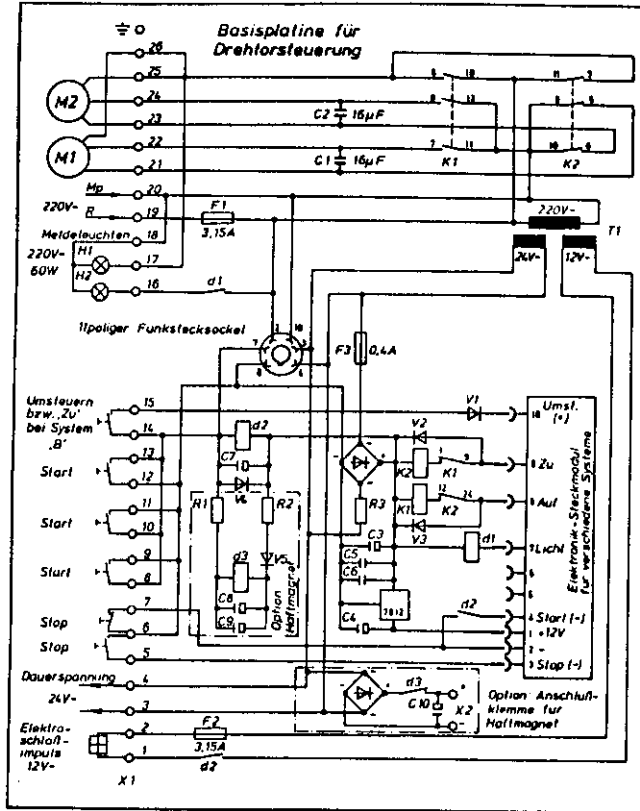 Basisplatine für
Drehtorsteuerung
26
25
24
23
22
21
20
19
18
17
16
M2
M1
C2 16µF
C1 16µF
K1
K2
Mp
R
220V~
F1
3,15A
220V~
T1
24V~
12V~
Meldeleuchten
H1
220V~
60W
H2
d1
11poliger Funkstecksockel
F3
0,4A
Umsteuern
bzw. „Zu"
bei System
„B"
15
14
13
12
11
10
9
8
7
6
5
4
3
2
1
Start
Start
Start
Stop
Stop
d2
C7
V4
R1
R2
d3
V5
C8
C9
Option
Haftmagnet
R3
C3
C5
C6
C4
7812
V1
V2
K2
K1
K1
K2
V3
d1
d2
10
Umst.
(+)
Zu
Auf
Licht
Start (-)
+12V
-
Stop (-)
Elektronik-Steckmodul
für verschiedene Systeme
Dauerspannung
24V~
d3
C10
X2
Option Anschluß-
klemme für
Haftmagnet
Elektro-
schloß-
impuls
12V~
F2
3,15A
d2
X1